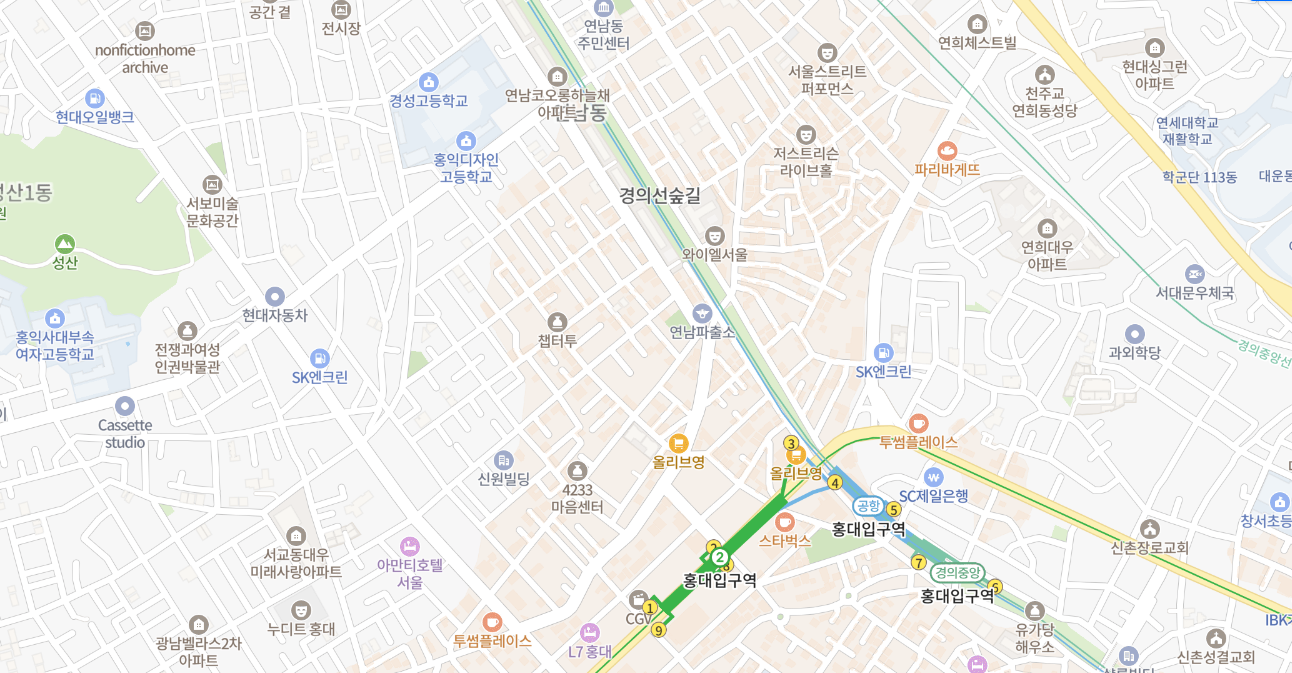 공간 곁
전시장
nonfictionhome
archive
현대오일뱅크
경성고등학교
홍익디자인
고등학교
연남동
주민센터
연남코오롱하늘채
아파트
서울스트리트
퍼포먼스
연희체스트빌
현대싱그런
아파트
천주교
연희동성당
연세대학교
재활학교
저스트리슨
라이브홀
파리바게뜨
학군단 113동
성산1동
서보미술
문화공간
성산
경의선숲길
와이엘서울
연희대우
아파트
서대문우체국
현대자동차
홍익사대부속
여자고등학교
전쟁과여성
인권박물관
SK엔크린
챕터투
연남파출소
SK엔크린
과외학당
경의중앙선
Cassette
studio
신원빌딩
4233
마음센터
올리브영
3
올리브영
4
투썸플레이스
SC제일은행
공항
5
홍대입구역
스타벅스
서교동대우
미래사랑아파트
아만티호텔
서울
2
2
8
홍대입구역
7
경의중앙
6
홍대입구역
신촌장로교회
창서초등
CGV
1
9
누디트 홍대
투썸플레이스
L7 홍대
광남벨라스2차
아파트
유가당
해우소
신촌성결교회